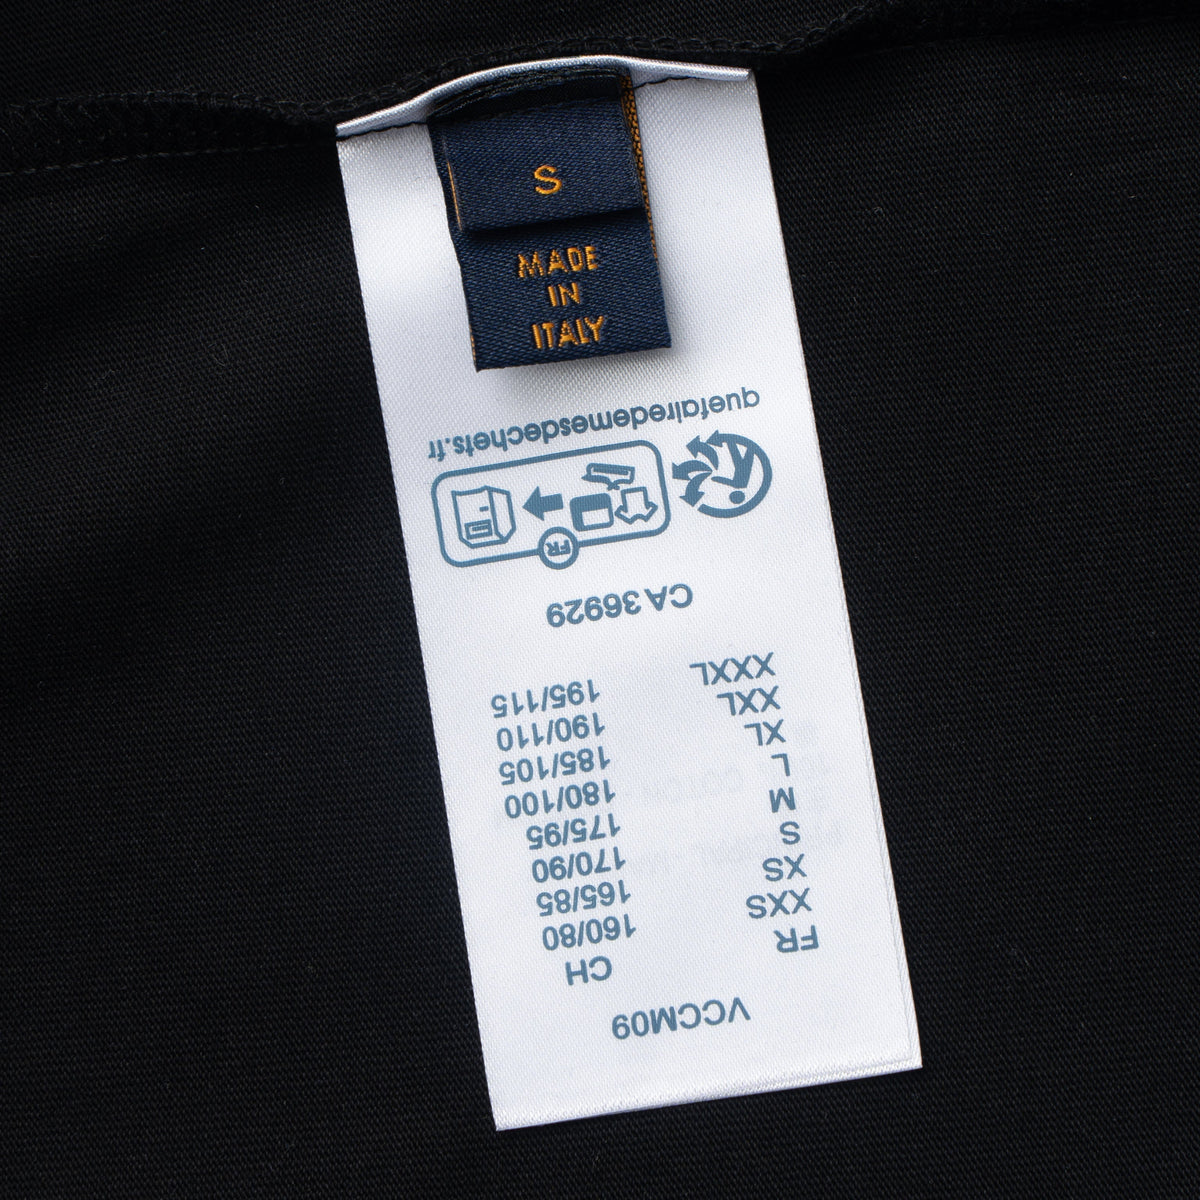 S
MADE
IN
ITALY
VCCM09
FR CH
XXS 160/80
XS 165/85
S 170/90
M 175/95
L 180/100
XL 185/105
XXL 190/110
XXXL 195/115
CA 36929
FR
quefairedemesdechets.fr